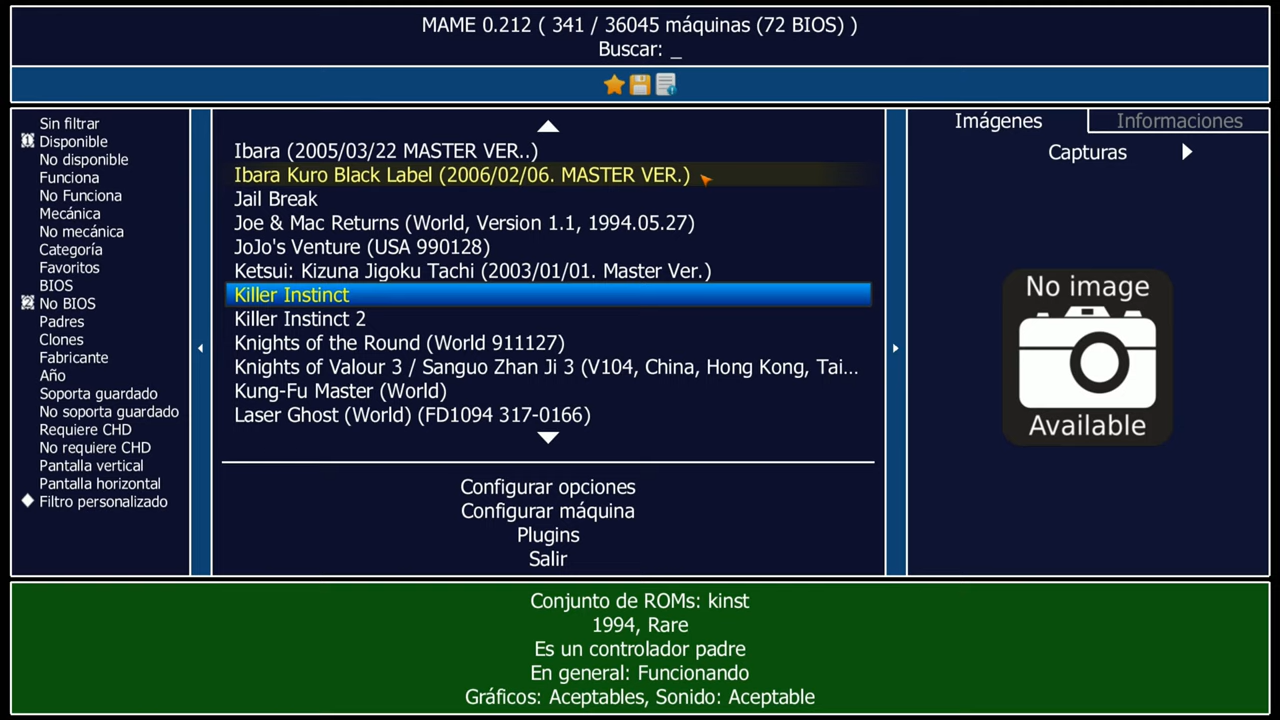 MAME 0.212 ( 341 / 36045 máquinas (72 BIOS) )
Buscar: _
Sin filtrar
Disponible
No disponible
Funciona
No Funciona
Mecánica
No mecánica
Categoría
Favoritos
BIOS
No BIOS
Padres
Clones
Fabricante
Año
Soporta guardado
No soporta guardado
Requiere CHD
No requiere CHD
Pantalla vertical
Pantalla horizontal
Filtro personalizado
Ibara (2005/03/22 MASTER VER..)
Ibara Kuro Black Label (2006/02/06. MASTER VER.)
Jail Break
Joe & Mac Returns (World, Version 1.1, 1994.05.27)
JoJo's Venture (USA 990128)
Ketsui: Kizuna Jigoku Tachi (2003/01/01. Master Ver.)
Killer Instinct
Killer Instinct 2
Knights of the Round (World 911127)
Knights of Valour 3 / Sanguo Zhan Ji 3 (V104, China, Hong Kong, Tai...
Kung-Fu Master (World)
Laser Ghost (World) (FD1094 317-0166)
Configurar opciones
Configurar máquina
Plugins
Salir
Imágenes
Informaciones
Capturas
No image
Available
Conjunto de ROMs: kinst
1994, Rare
Es un controlador padre
En general: Funcionando
Gráficos: Aceptables, Sonido: Aceptable